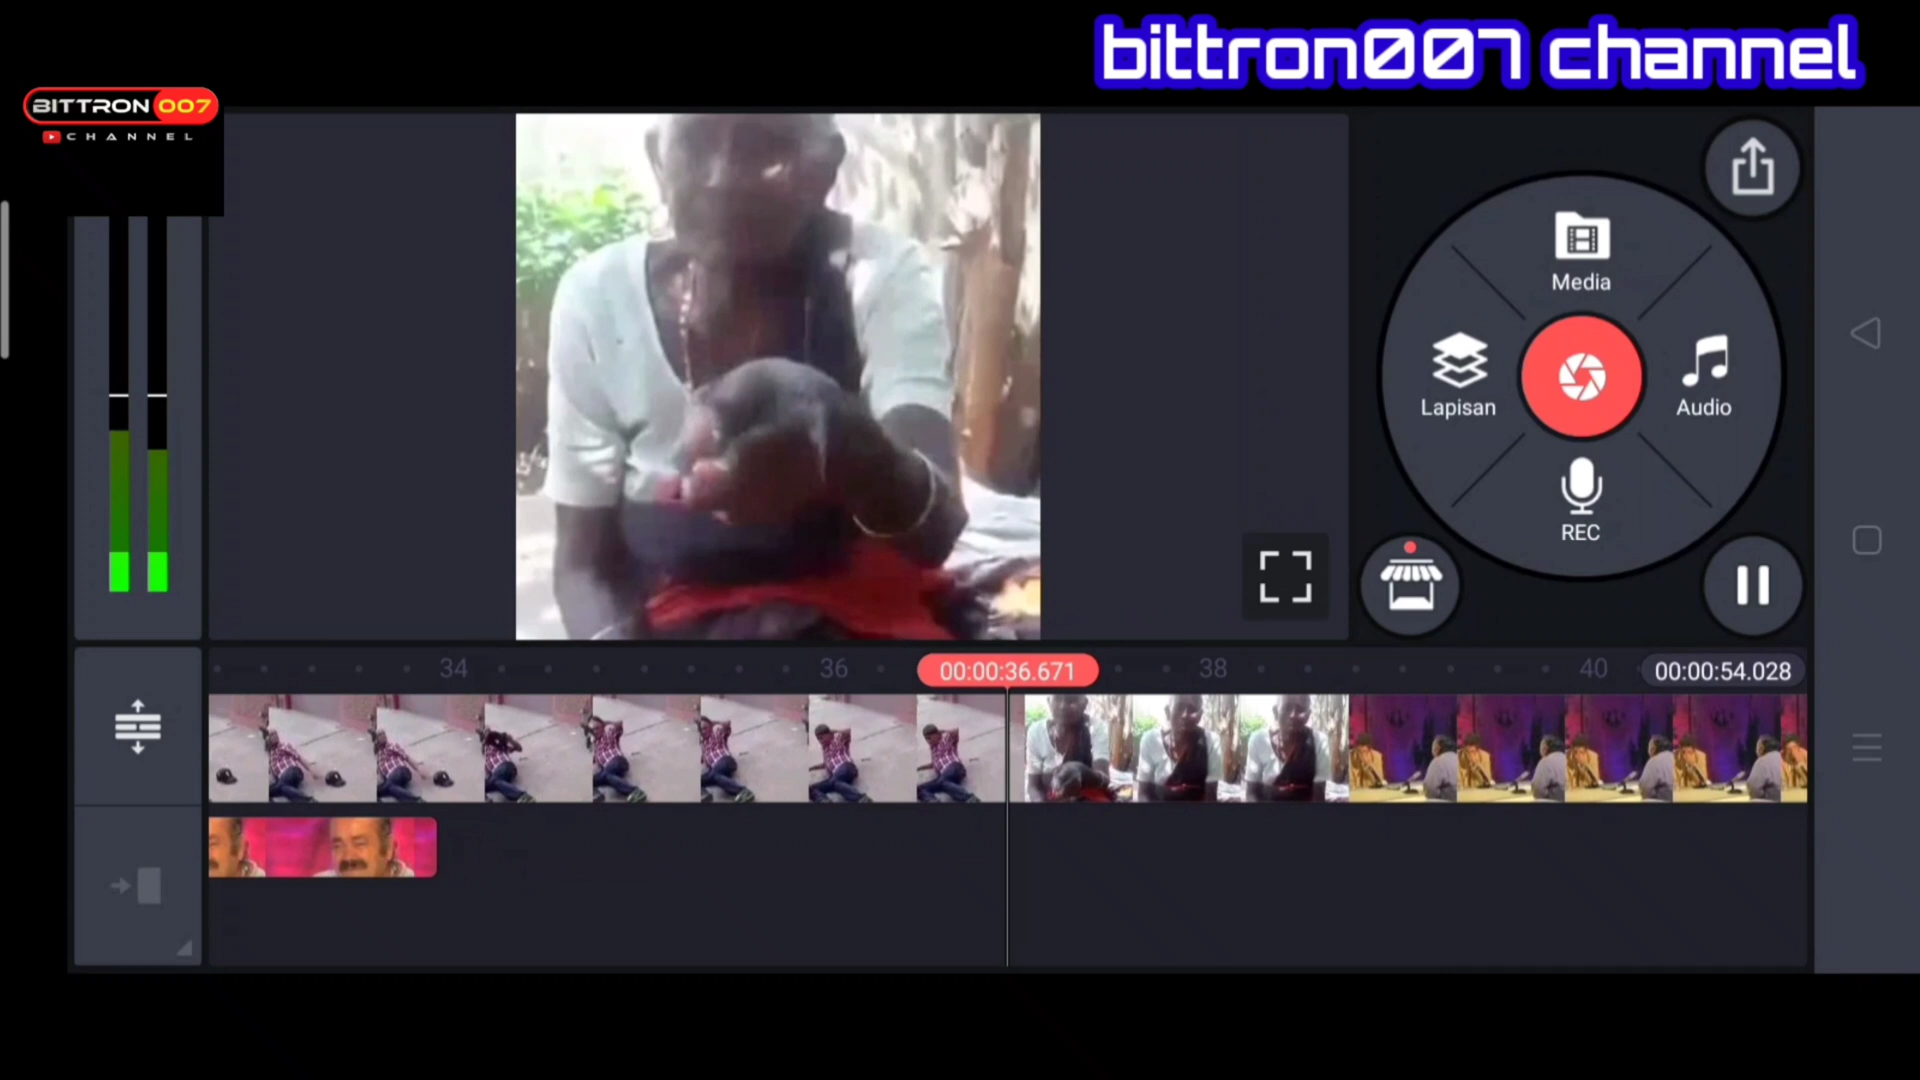 bittron007 channel
BITTRON 007
CHANNEL
Media
Lapisan
Audio
REC
34
36
00:00:36.671
38
40
00:00:54.028